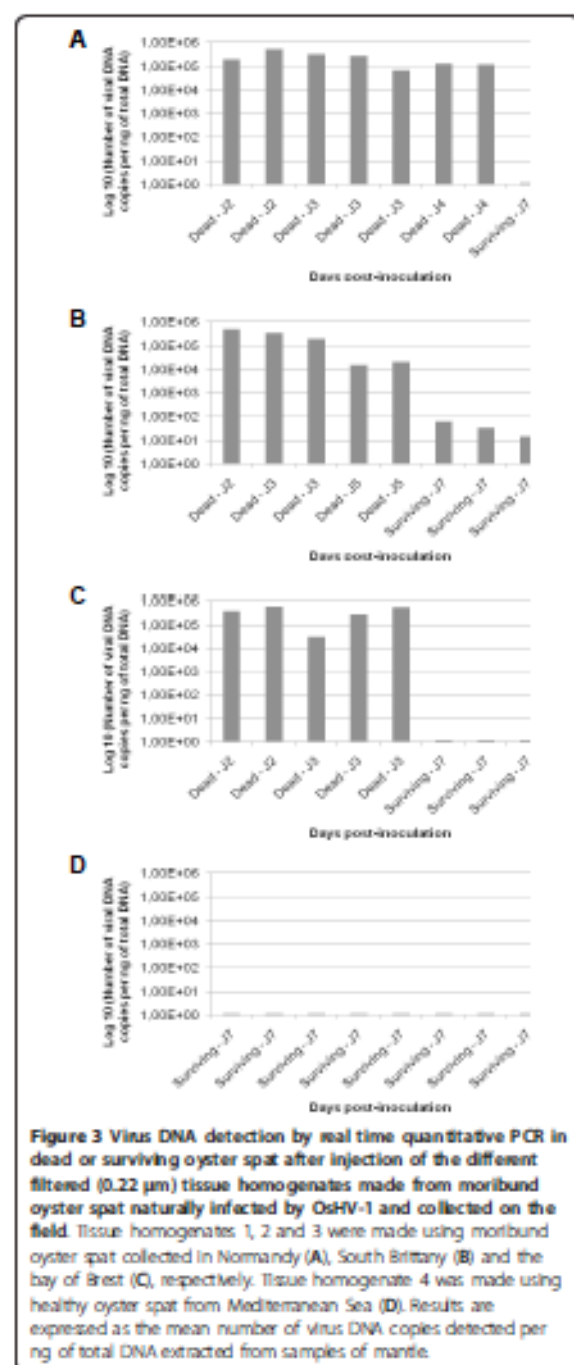 A
Log 10 (Number of viral DNA
copies per ng of total DNA)
1,00E+06
1,00E+05
1,00E+04
1,00E+03
1,00E+02
1,00E+01
1,00E+00
Dead - J2
Dead - J2
Dead - J3
Dead - J3
Dead - J3
Dead - J4
Dead - J4
Surviving - J7
Days post-inoculation
B
Log 10 (Number of viral DNA
copies per ng of total DNA)
1,00E+06
1,00E+05
1,00E+04
1,00E+03
1,00E+02
1,00E+01
1,00E+00
Dead - J2
Dead - J3
Dead - J3
Dead - J5
Dead - J5
Surviving - J7
Surviving - J7
Surviving - J7
Days post-inoculation
C
Log 10 (Number of viral DNA
copies per ng of total DNA)
1,00E+06
1,00E+05
1,00E+04
1,00E+03
1,00E+02
1,00E+01
1,00E+00
Dead - J2
Dead - J2
Dead - J3
Dead - J3
Dead - J3
Surviving - J7
Surviving - J7
Surviving - J7
Days post-inoculation
D
Log 10 (Number of viral DNA
copies per ng of total DNA)
1,00E+06
1,00E+05
1,00E+04
1,00E+03
1,00E+02
1,00E+01
1,00E+00
Surviving - J7
Surviving - J7
Surviving - J7
Surviving - J7
Surviving - J7
Surviving - J7
Surviving - J7
Surviving - J7
Days post-inoculation
Figure 3 Virus DNA detection by real time quantitative PCR in
dead or surviving oyster spat after injection of the different
filtered (0.22 μm) tissue homogenates made from moribund
oyster spat naturally infected by OsHV-1 and collected on the
field. Tissue homogenates 1, 2 and 3 were made using moribund
oyster spat collected in Normandy (A), South Brittany (B) and the
bay of Brest (C), respectively. Tissue homogenate 4 was made using
healthy oyster spat from Mediterranean Sea (D). Results are
expressed as the mean number of virus DNA copies detected per
ng of total DNA extracted from samples of mantle.